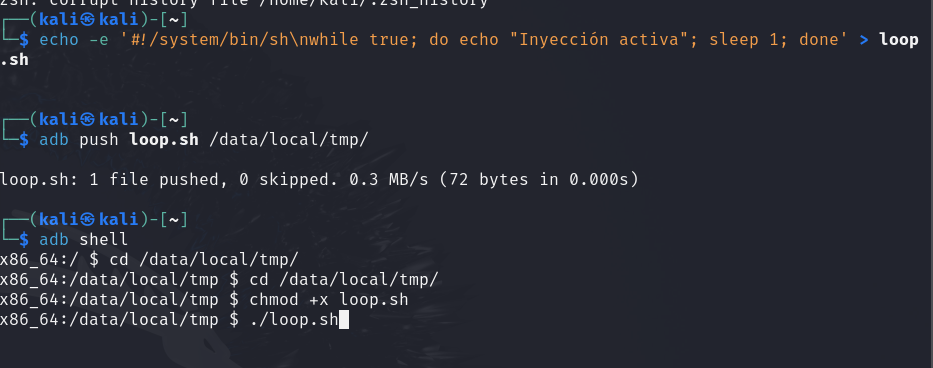 zsh: corrupt history file /home/kali/.zsh_history
┌──(kali㉿kali)-[~]
└─$ echo -e '#!/system/bin/sh\nwhile true; do echo "Inyección activa"; sleep 1; done' > loop
.sh
┌──(kali㉿kali)-[~]
└─$ adb push loop.sh /data/local/tmp/
loop.sh: 1 file pushed, 0 skipped. 0.3 MB/s (72 bytes in 0.000s)
┌──(kali㉿kali)-[~]
└─$ adb shell
x86_64:/ $ cd /data/local/tmp/
x86_64:/data/local/tmp $ cd /data/local/tmp/
x86_64:/data/local/tmp $ chmod +x loop.sh
x86_64:/data/local/tmp $ ./loop.sh